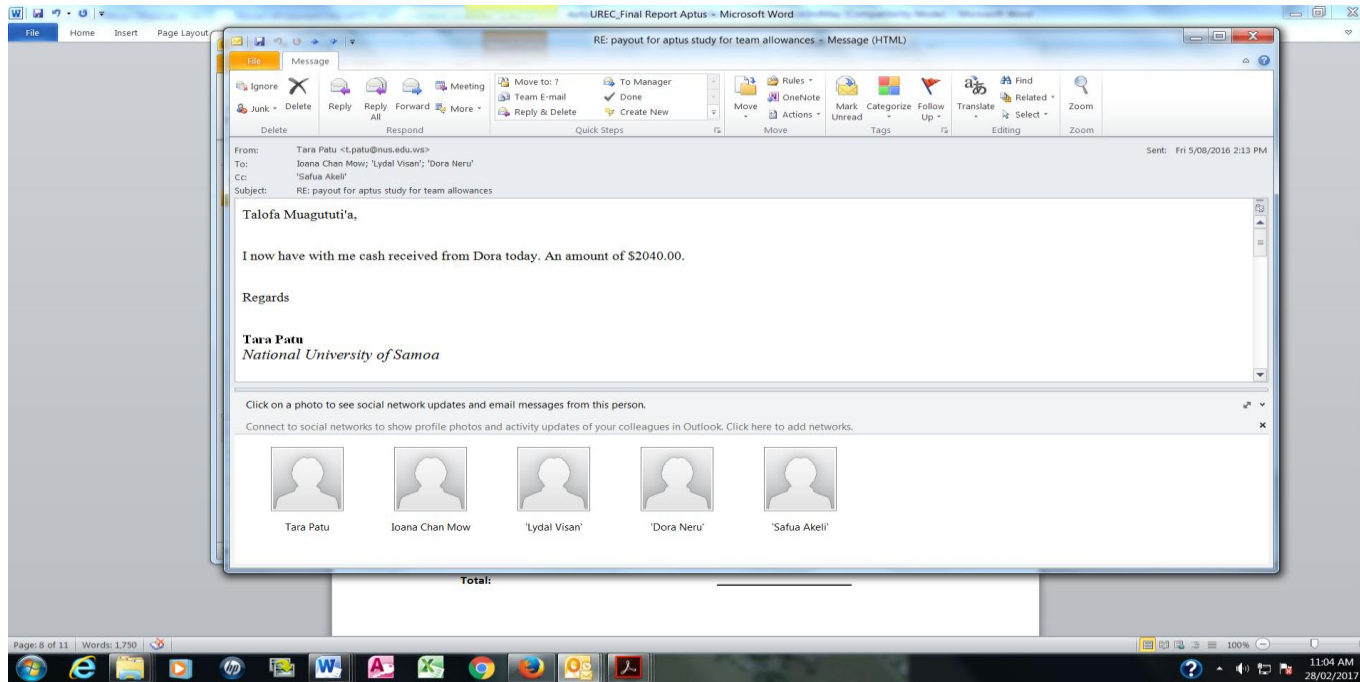 UREC_Final Report Aptus - Microsoft Word
File Home Insert Page Layout
RE: payout for aptus study for team allowances - Message (HTML)
File Message
Ignore
Junk
Delete
Reply
Reply All
Forward
Meeting
More
Move to: ?
Team E-mail
Reply & Delete
To Manager
Done
Create New
Move
Rules
OneNote
Actions
Mark Unread
Categorize
Follow Up
Translate
Find
Related
Select
Zoom
Delete Respond Quick Steps Move Tags Editing Zoom
From: Tara Patu <t.patu@nus.edu.ws> Sent: Fri 5/08/2016 2:13 PM
To: Ioana Chan Mow; 'Lydal Visan'; 'Dora Neru'
Cc: 'Safua Akeli'
Subject: RE: payout for aptus study for team allowances
Talofa Muagututi'a,
I now have with me cash received from Dora today. An amount of $2040.00.
Regards
Tara Patu
National University of Samoa
Click on a photo to see social network updates and email messages from this person.
Connect to social networks to show profile photos and activity updates of your colleagues in Outlook. Click here to add networks.
Tara Patu Ioana Chan Mow 'Lydal Visan' 'Dora Neru' 'Safua Akeli'
Total:
Page: 8 of 11 Words: 1,750 100%
11:04 AM
28/02/2017